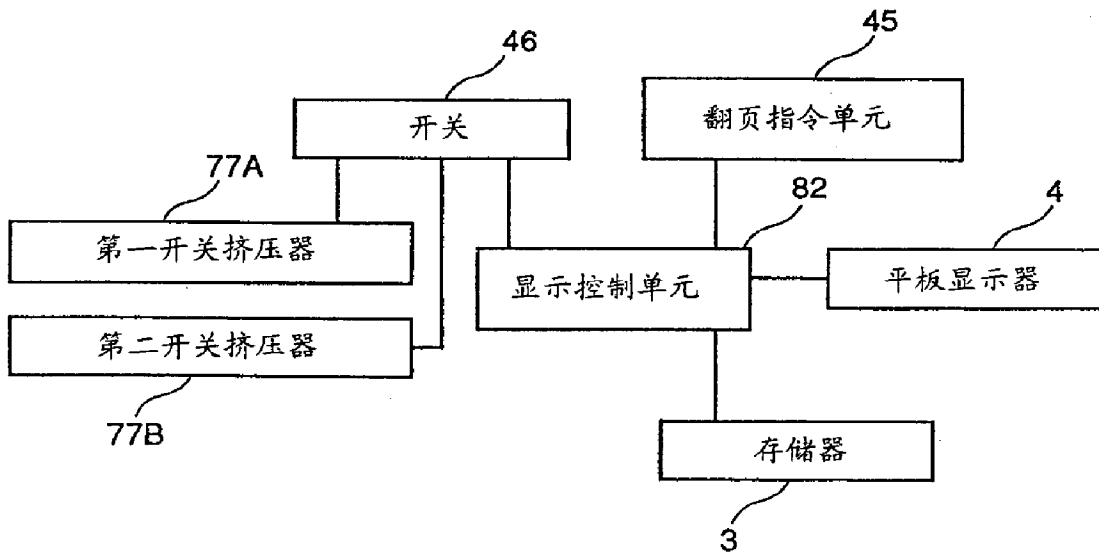 46
开关
45
翻页指令单元
77A
第一开关挤压器
82
显示控制单元
4
平板显示器
第二开关挤压器
77B
存储器
3